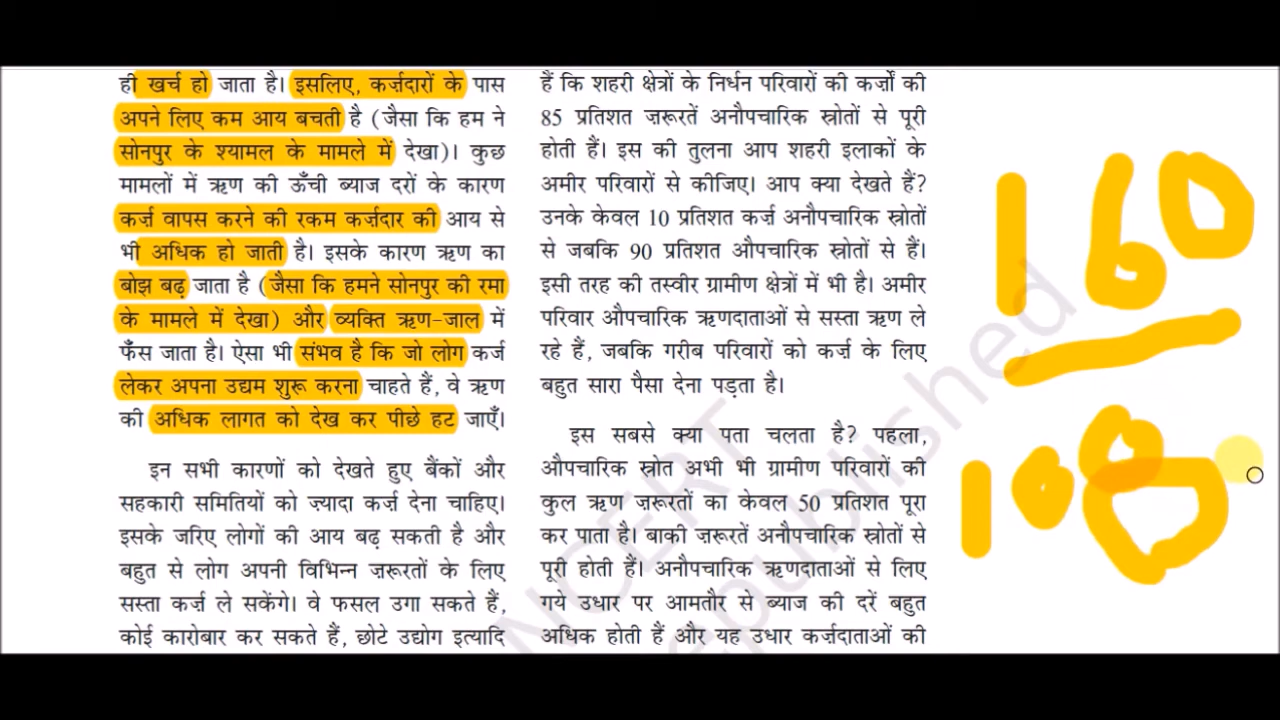 ही खर्च हो जाता है। इसलिए, कर्ज़दारों के पास
अपने लिए कम आय बचती है (जैसा कि हम ने
सोनपुर के श्यामल के मामले में देखा)। कुछ
मामलों में ऋण की ऊँची ब्याज दरों के कारण
कर्ज़ वापस करने की रकम कर्ज़दार की आय से
भी अधिक हो जाती है। इसके कारण ऋण का
बोझ बढ़ जाता है (जैसा कि हमने सोनपुर की रमा
के मामले में देखा) और व्यक्ति ऋण-जाल में
फँस जाता है। ऐसा भी संभव है कि जो लोग कर्ज
लेकर अपना उद्यम शुरू करना चाहते हैं, वे ऋण
की अधिक लागत को देख कर पीछे हट जाएँ।
इन सभी कारणों को देखते हुए बैंकों और
सहकारी समितियों को ज़्यादा कर्ज़ देना चाहिए।
इसके जरिए लोगों की आय बढ़ सकती है और
बहुत से लोग अपनी विभिन्न ज़रूरतों के लिए
सस्ता कर्ज़ ले सकेंगे। वे फसल उगा सकते हैं,
कोई कारोबार कर सकते हैं, छोटे उद्योग इत्यादि
हैं कि शहरी क्षेत्रों के निर्धन परिवारों की कर्जों की
85 प्रतिशत जरूरतें अनौपचारिक स्रोतों से पूरी
होती हैं। इस की तुलना आप शहरी इलाकों के
अमीर परिवारों से कीजिए। आप क्या देखते हैं?
उनके केवल 10 प्रतिशत कर्ज़ अनौपचारिक स्रोतों
से जबकि 90 प्रतिशत औपचारिक स्रोतों से हैं।
इसी तरह की तस्वीर ग्रामीण क्षेत्रों में भी है। अमीर
परिवार औपचारिक ऋणदाताओं से सस्ता ऋण ले
रहे हैं, जबकि गरीब परिवारों को कर्ज के लिए
बहुत सारा पैसा देना पड़ता है।
इस सबसे क्या पता चलता है? पहला,
औपचारिक स्रोत अभी भी ग्रामीण परिवारों की
कुल ऋण ज़रूरतों का केवल 50 प्रतिशत पूरा
कर पाता है। बाकी ज़रूरतें अनौपचारिक स्रोतों से
पूरी होती हैं। अनौपचारिक ऋणदाताओं से लिए
गये उधार पर आमतौर से ब्याज की दरें बहुत
अधिक होती हैं और यह उधार कर्ज़दाताओं की
160
NCERT
republished